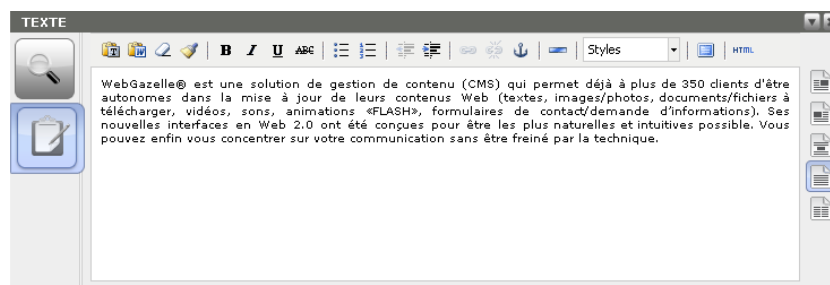 TEXTE
B I U ABC Styles HTML
WebGazelle® est une solution de gestion de contenu (CMS) qui permet déjà à plus de 350 clients d'être
autonomes dans la mise à jour de leurs contenus Web (textes, images/photos, documents/fichiers à
télécharger, vidéos, sons, animations «FLASH», formulaires de contact/demande d'informations). Ses
nouvelles interfaces en Web 2.0 ont été conçues pour être les plus naturelles et intuitives possible. Vous
pouvez enfin vous concentrer sur votre communication sans être freiné par la technique.